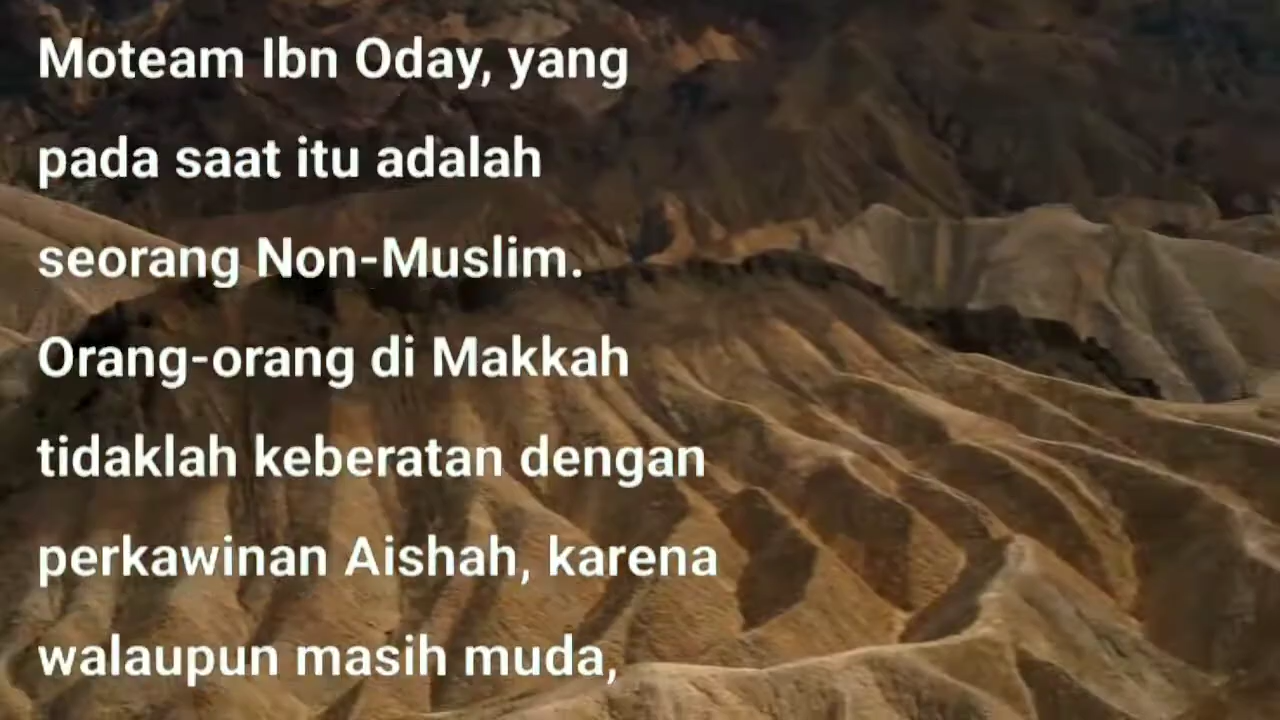 Moteam Ibn Oday, yang
pada saat itu adalah
seorang Non-Muslim.
Orang-orang di Makkah
tidaklah keberatan dengan
perkawinan Aishah, karena
walaupun masih muda,